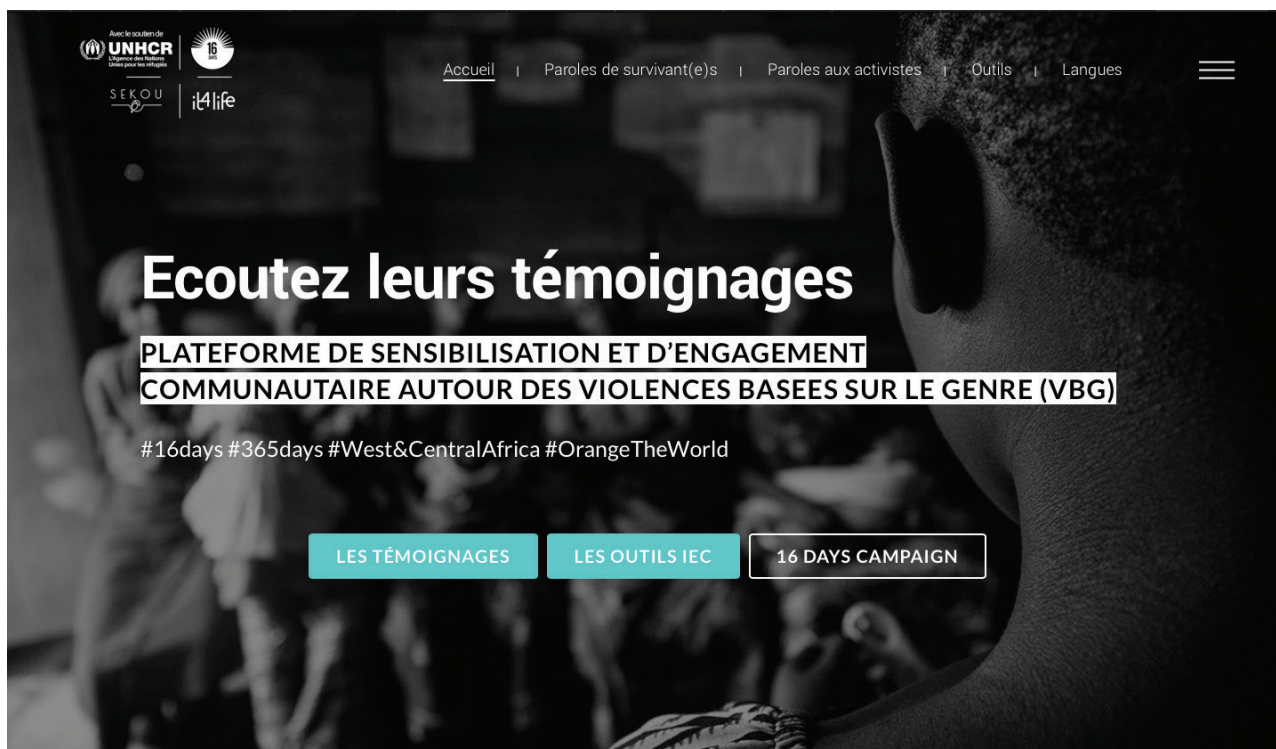 Avec le soutien de
UNHCR
L'Agence des Nations
Unies pour les réfugiés
16
DAYS
SEKOU
it4life
Accueil | Paroles de survivant(e)s | Paroles aux activistes | Outils | Langues
Ecoutez leurs témoignages
PLATEFORME DE SENSIBILISATION ET D'ENGAGEMENT
COMMUNAUTAIRE AUTOUR DES VIOLENCES BASEES SUR LE GENRE (VBG)
#16days #365days #West&CentralAfrica #OrangeTheWorld
LES TÉMOIGNAGES
LES OUTILS IEC
16 DAYS CAMPAIGN